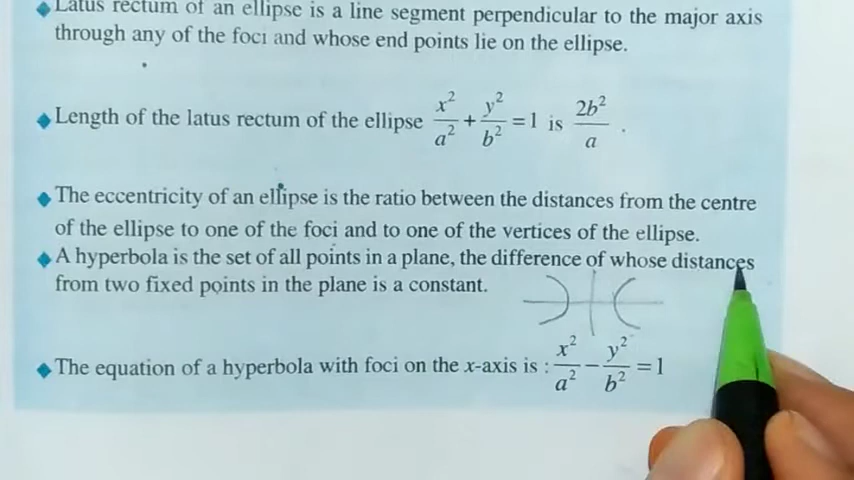 ◆ Latus rectum of an ellipse is a line segment perpendicular to the major axis
through any of the foci and whose end points lie on the ellipse.
◆ Length of the latus rectum of the ellipse x²/a² + y²/b² = 1 is 2b²/a .
◆ The eccentricity of an ellipse is the ratio between the distances from the centre
of the ellipse to one of the foci and to one of the vertices of the ellipse.
◆ A hyperbola is the set of all points in a plane, the difference of whose distances
from two fixed points in the plane is a constant.
◆ The equation of a hyperbola with foci on the x-axis is : x²/a² − y²/b² = 1